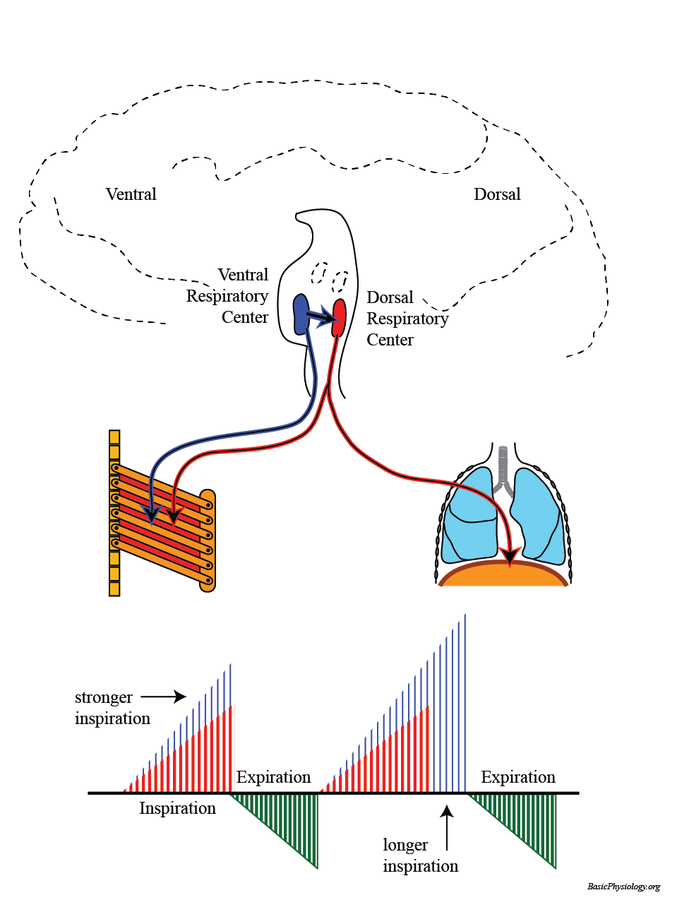 Ventral
Dorsal
Ventral
Respiratory
Center
Dorsal
Respiratory
Center
stronger
inspiration
Expiration
Inspiration
Expiration
longer
inspiration
BasicPhysiology.org